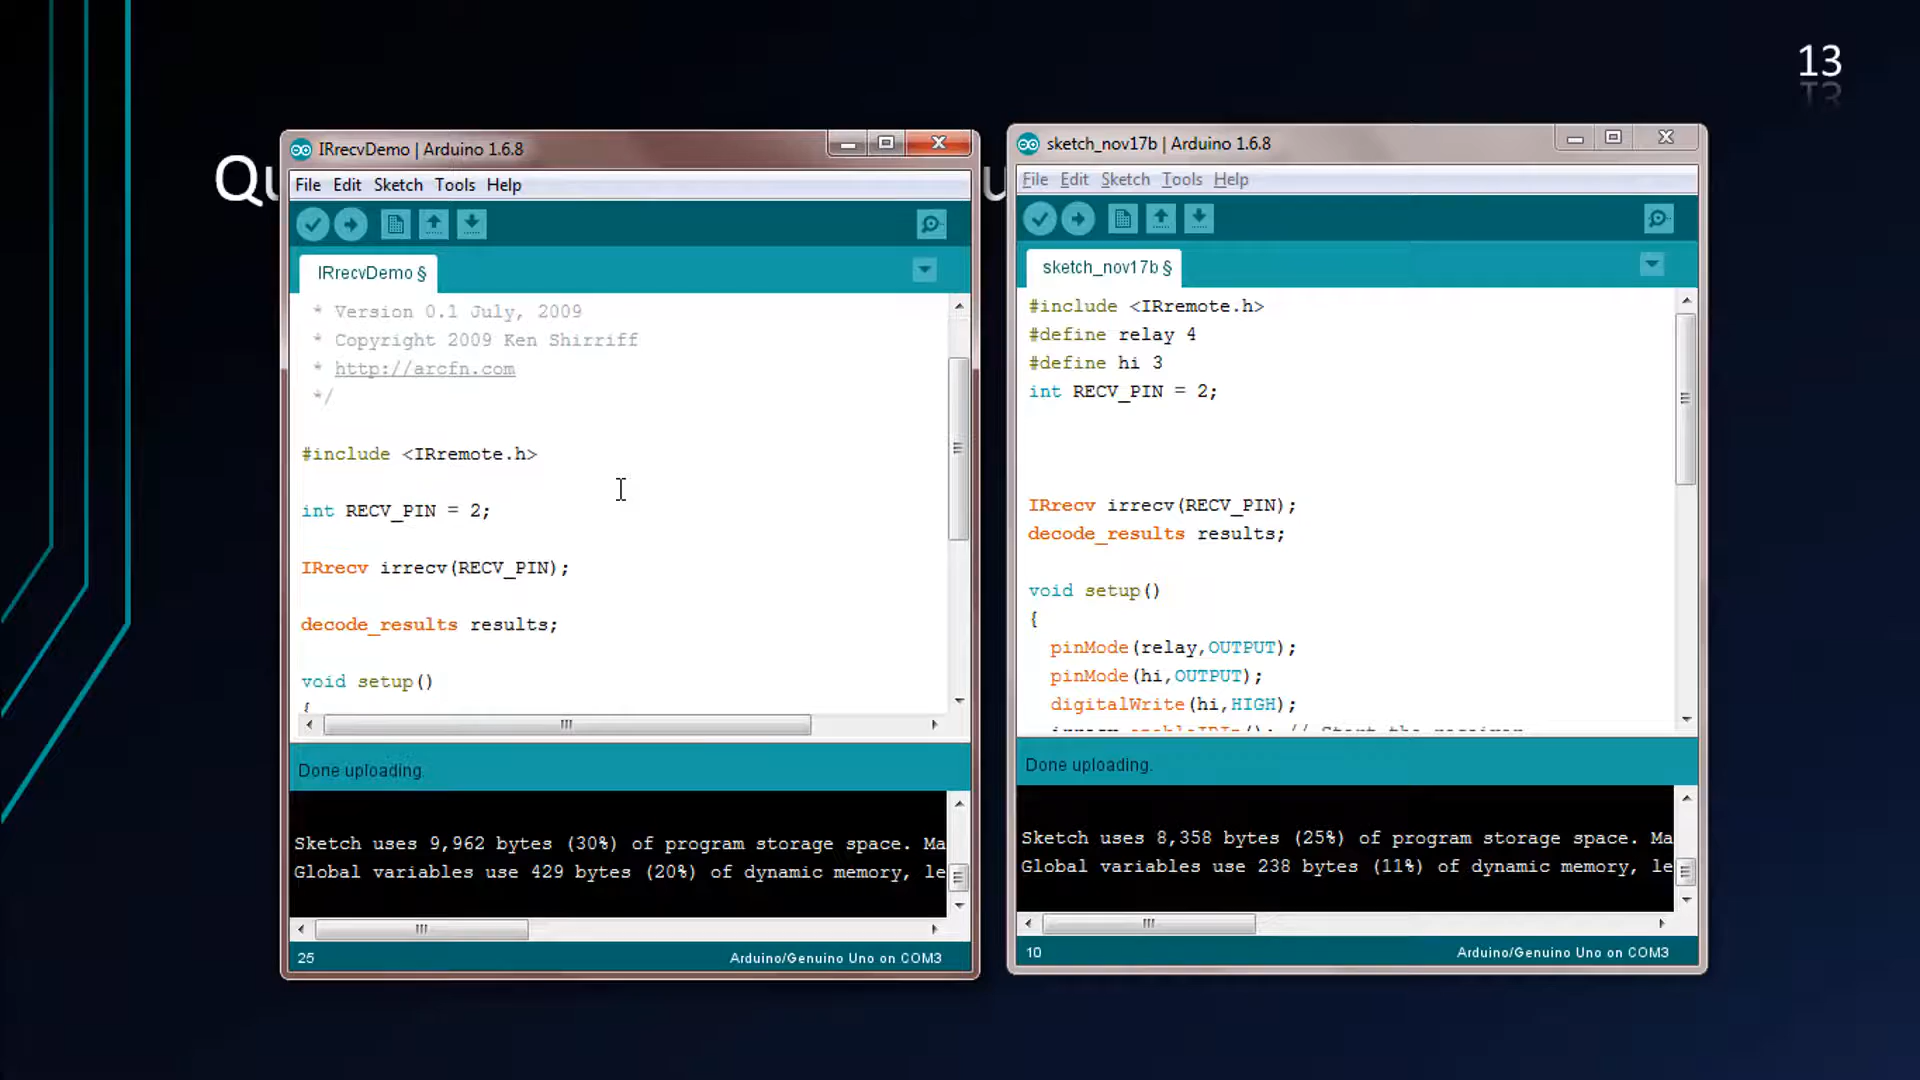 13
Qu
u
IRrecvDemo | Arduino 1.6.8
File Edit Sketch Tools Help
IRrecvDemo §
* Version 0.1 July, 2009
* Copyright 2009 Ken Shirriff
* http://arcfn.com
*/
#include <IRremote.h>
int RECV_PIN = 2;
IRrecv irrecv(RECV_PIN);
decode_results results;
void setup()
{
Done uploading.
Sketch uses 9,962 bytes (30%) of program storage space. Ma
Global variables use 429 bytes (20%) of dynamic memory, le
25
Arduino/Genuino Uno on COM3
sketch_nov17b | Arduino 1.6.8
File Edit Sketch Tools Help
sketch_nov17b §
#include <IRremote.h>
#define relay 4
#define hi 3
int RECV_PIN = 2;
IRrecv irrecv(RECV_PIN);
decode_results results;
void setup()
{
pinMode(relay,OUTPUT);
pinMode(hi,OUTPUT);
digitalWrite(hi,HIGH);
Done uploading.
Sketch uses 8,358 bytes (25%) of program storage space. Ma
Global variables use 238 bytes (11%) of dynamic memory, le
10
Arduino/Genuino Uno on COM3